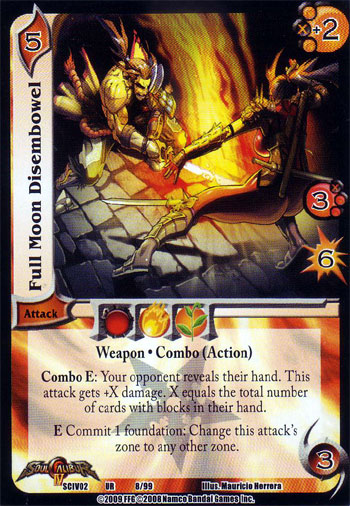 5
+2
Full Moon Disembowel
3
6
Attack
Weapon • Combo (Action)
Combo E: Your opponent reveals their hand. This
attack gets +X damage. X equals the total number
of cards with blocks in their hand.
E Commit 1 foundation: Change this attack's
zone to any other zone.
3
SOULCALIBUR
IV
SCIV02 UR 8/99 Illus. Mauricio Herrera
©2009 FFG ©2008 Namco Bandai Games Inc.